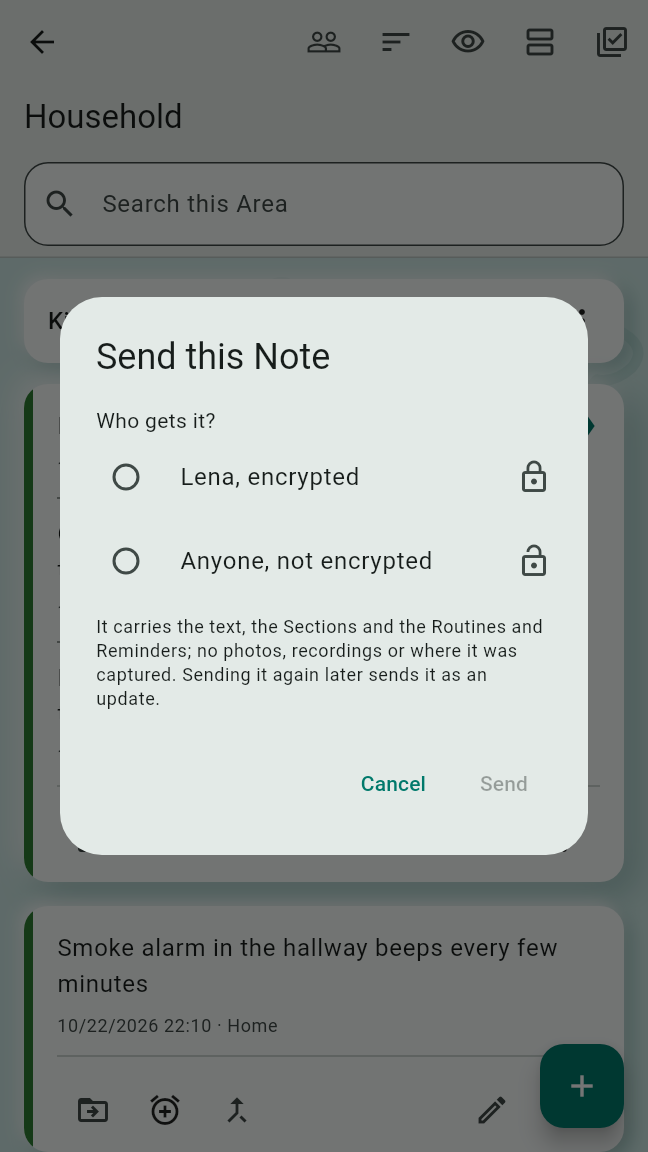 Household
Search this Area
Send this Note
Who gets it?
Lena, encrypted
Anyone, not encrypted
It carries the text, the Sections and the Routines and
Reminders; no photos, recordings or where it was
captured. Sending it again later sends it as an
update.
Cancel
Send
Smoke alarm in the hallway beeps every few
minutes
10/22/2026 22:10 · Home